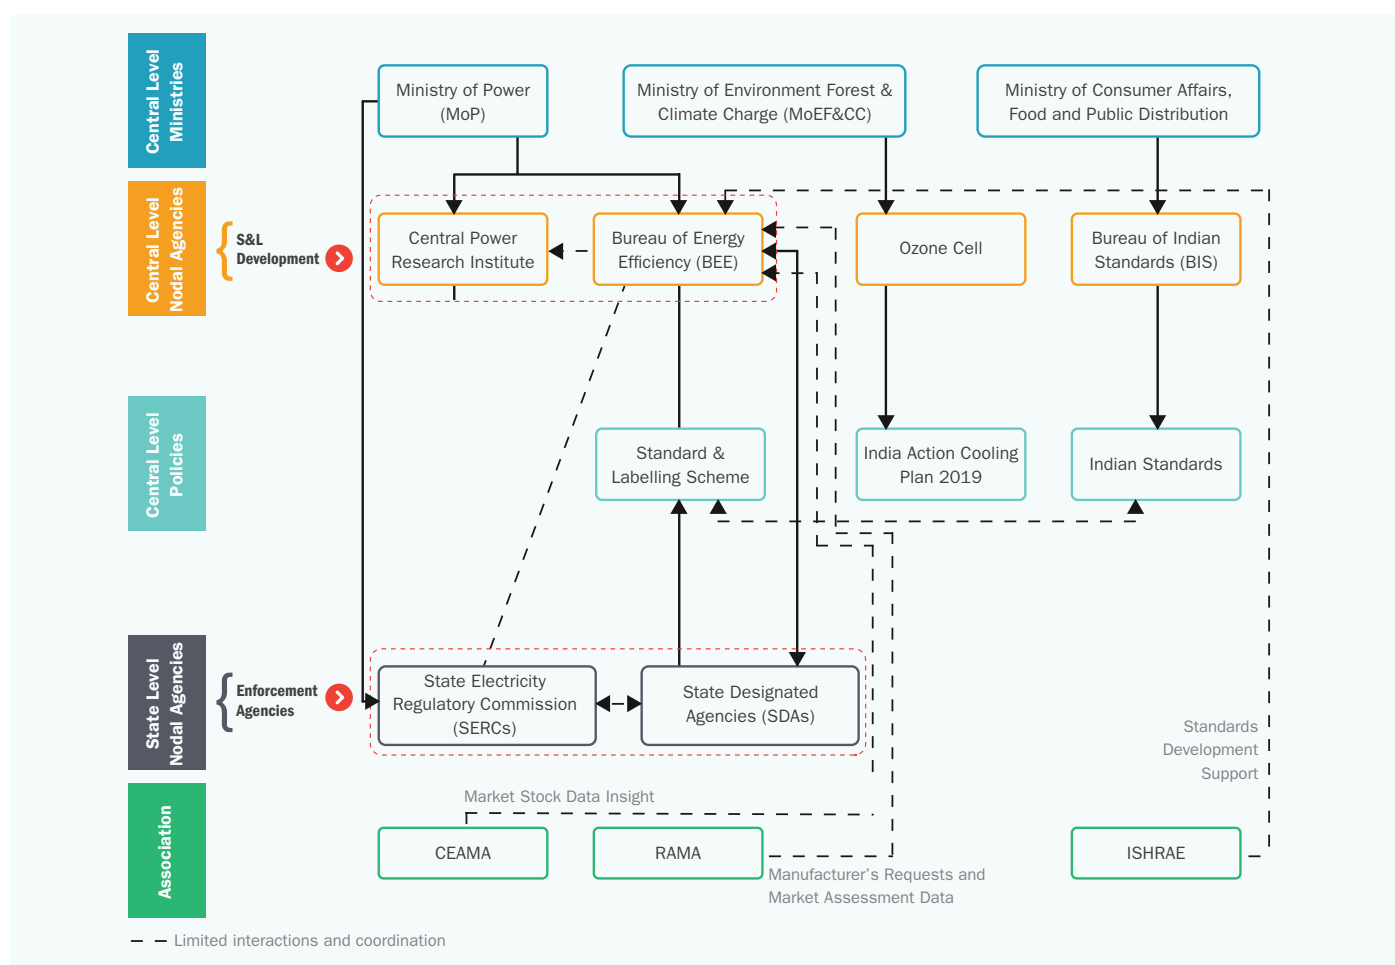 Central Level
Ministries
Ministry of Power
(MoP)
Ministry of Environment Forest &
Climate Charge (MoEF&CC)
Ministry of Consumer Affairs,
Food and Public Distribution
Central Level
Nodal Agencies
S&L
Development
Central Power
Research Institute
Bureau of Energy
Efficiency (BEE)
Ozone Cell
Bureau of Indian
Standards (BIS)
Central Level
Policies
Standard &
Labelling Scheme
India Action Cooling
Plan 2019
Indian Standards
State Level
Nodal Agencies
Enforcement
Agencies
State Electricity
Regulatory Commission
(SERCs)
State Designated
Agencies (SDAs)
Standards
Development
Support
Association
Market Stock Data Insight
CEAMA
RAMA
ISHRAE
Manufacturer's Requests and
Market Assessment Data
Limited interactions and coordination